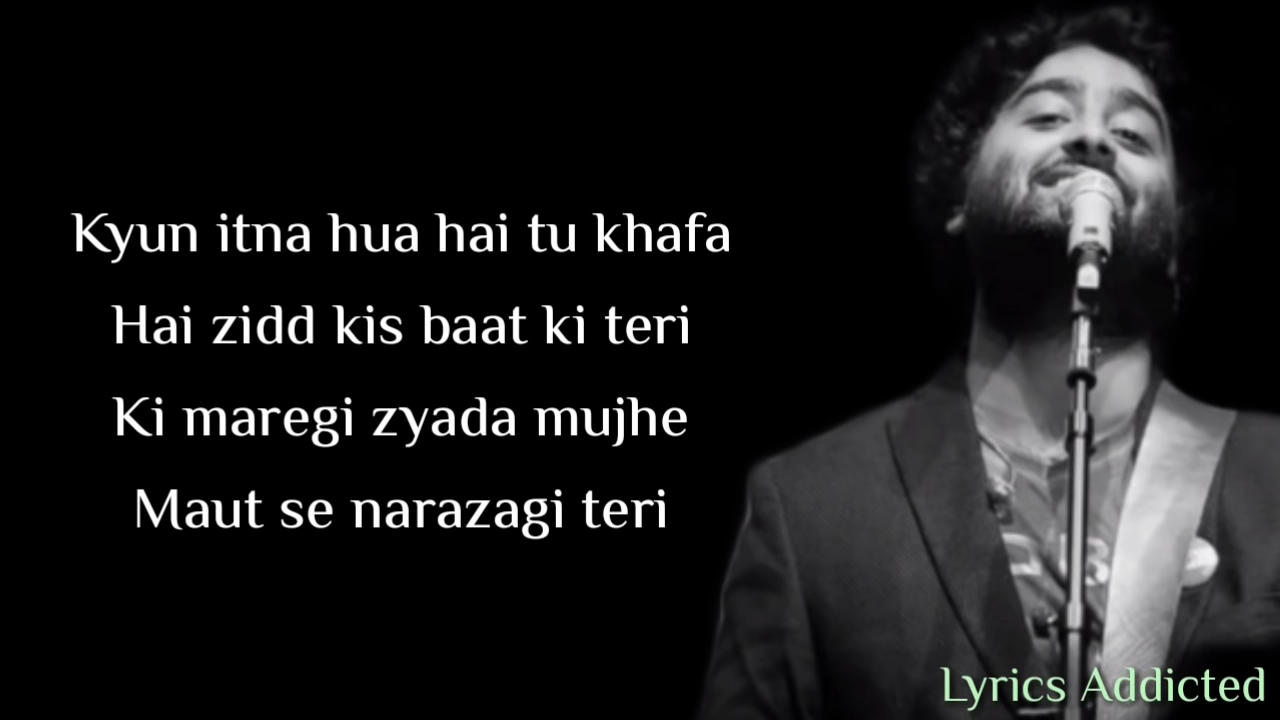 Kyun itna hua hai tu khafa
Hai zidd kis baat ki teri
Ki maregi zyada mujhe
Maut se narazagi teri
Lyrics Addicted